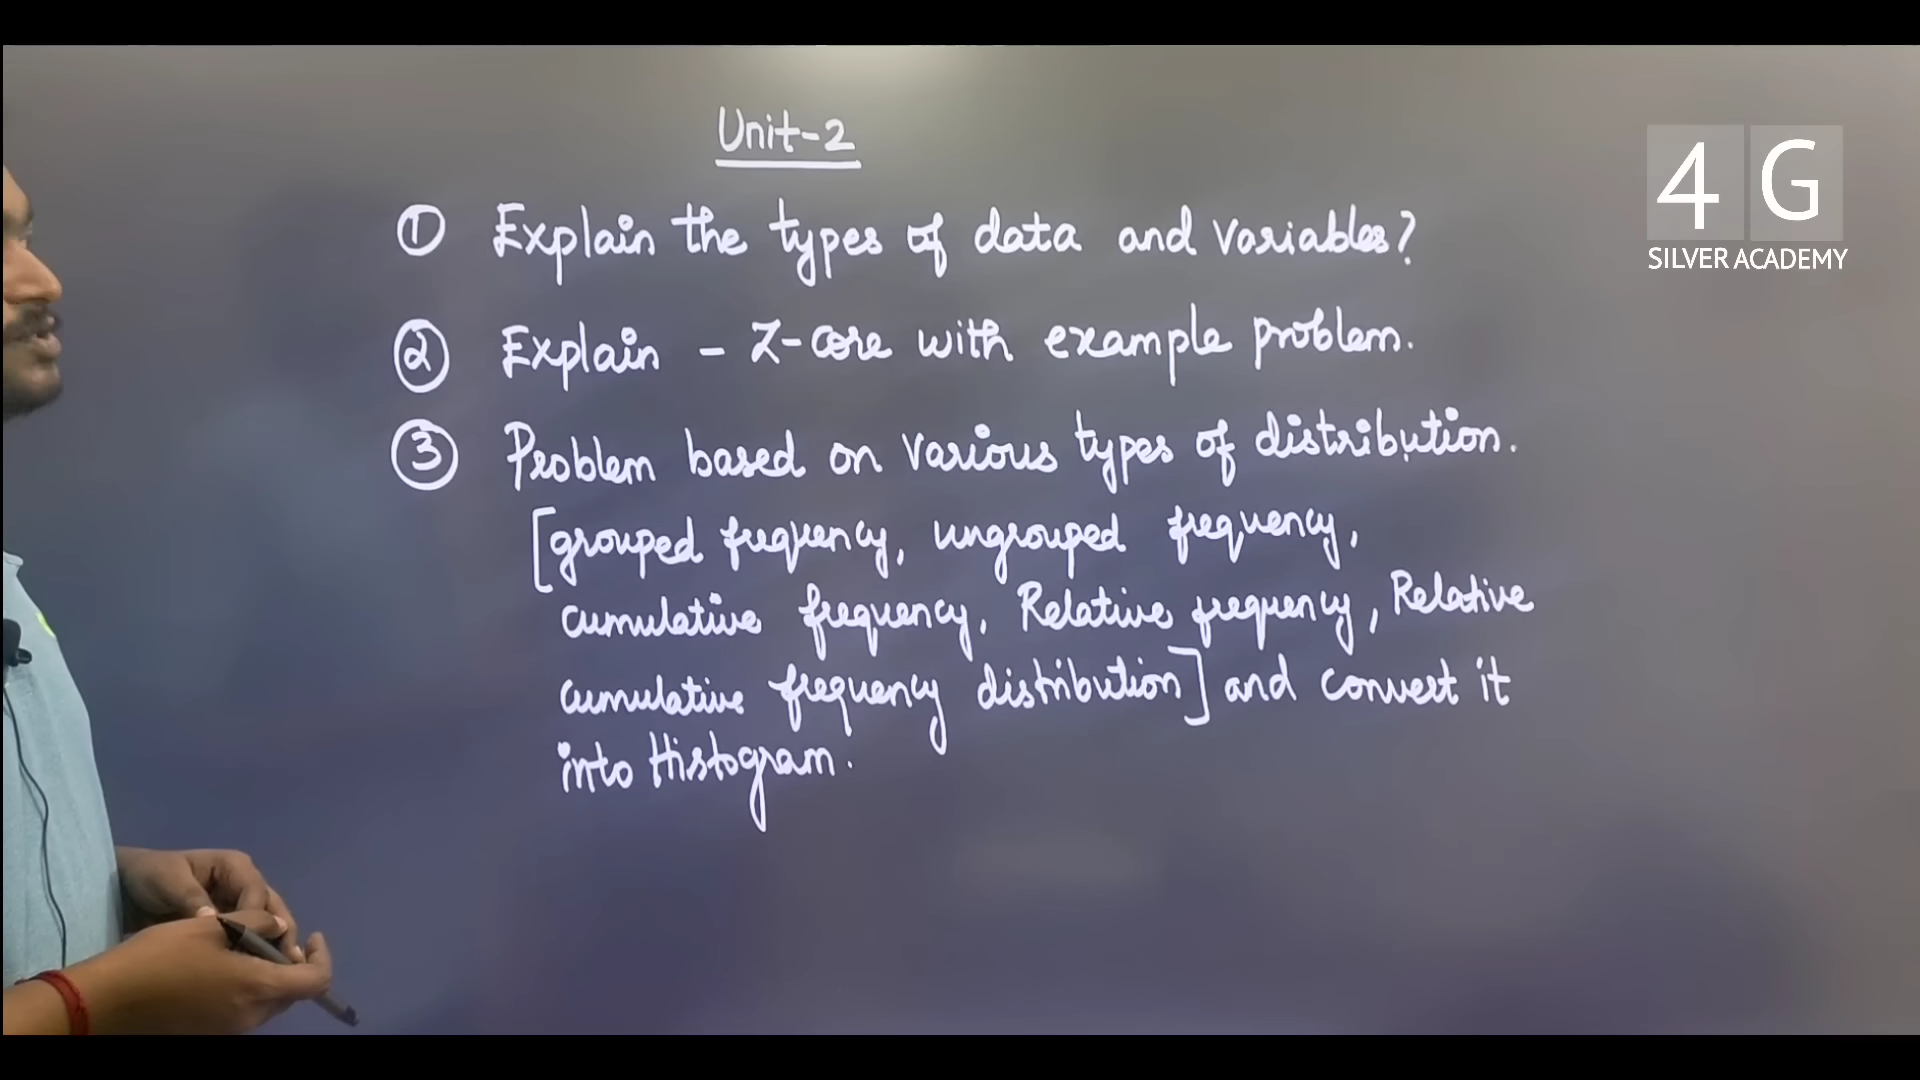 Unit-2
① Explain the types of data and variables?
② Explain - Z-core with example problem.
③ Problem based on various types of distribution.
[grouped frequency, ungrouped frequency,
cumulative frequency, Relative frequency, Relative
cumulative frequency distribution] and convert it
into Histogram.
4 G
SILVER ACADEMY